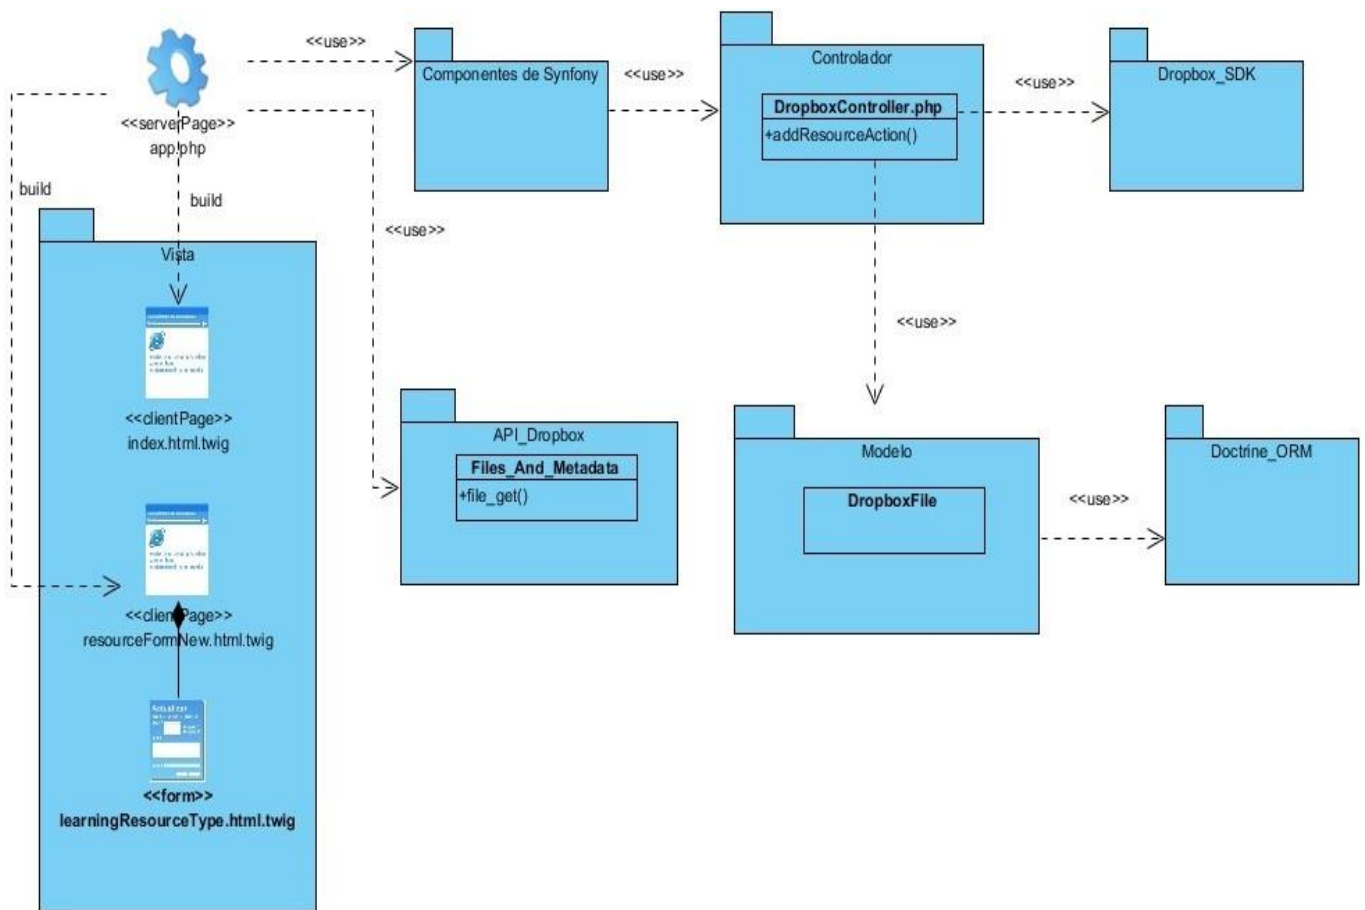 <<use>>
Componentes de Synfony
<<use>>
Controlador
DropboxController.php
+addResourceAction()
<<use>>
Dropbox_SDK
<<serverPage>>
app.php
build
build
<<use>>
<<use>>
Vista
<<clientPage>>
index.html.twig
API_Dropbox
Files_And_Metadata
+file_get()
Modelo
DropboxFile
<<use>>
Doctrine_ORM
<<clientPage>>
resourceFormNew.html.twig
Actualizar
<<form>>
learningResourceType.html.twig